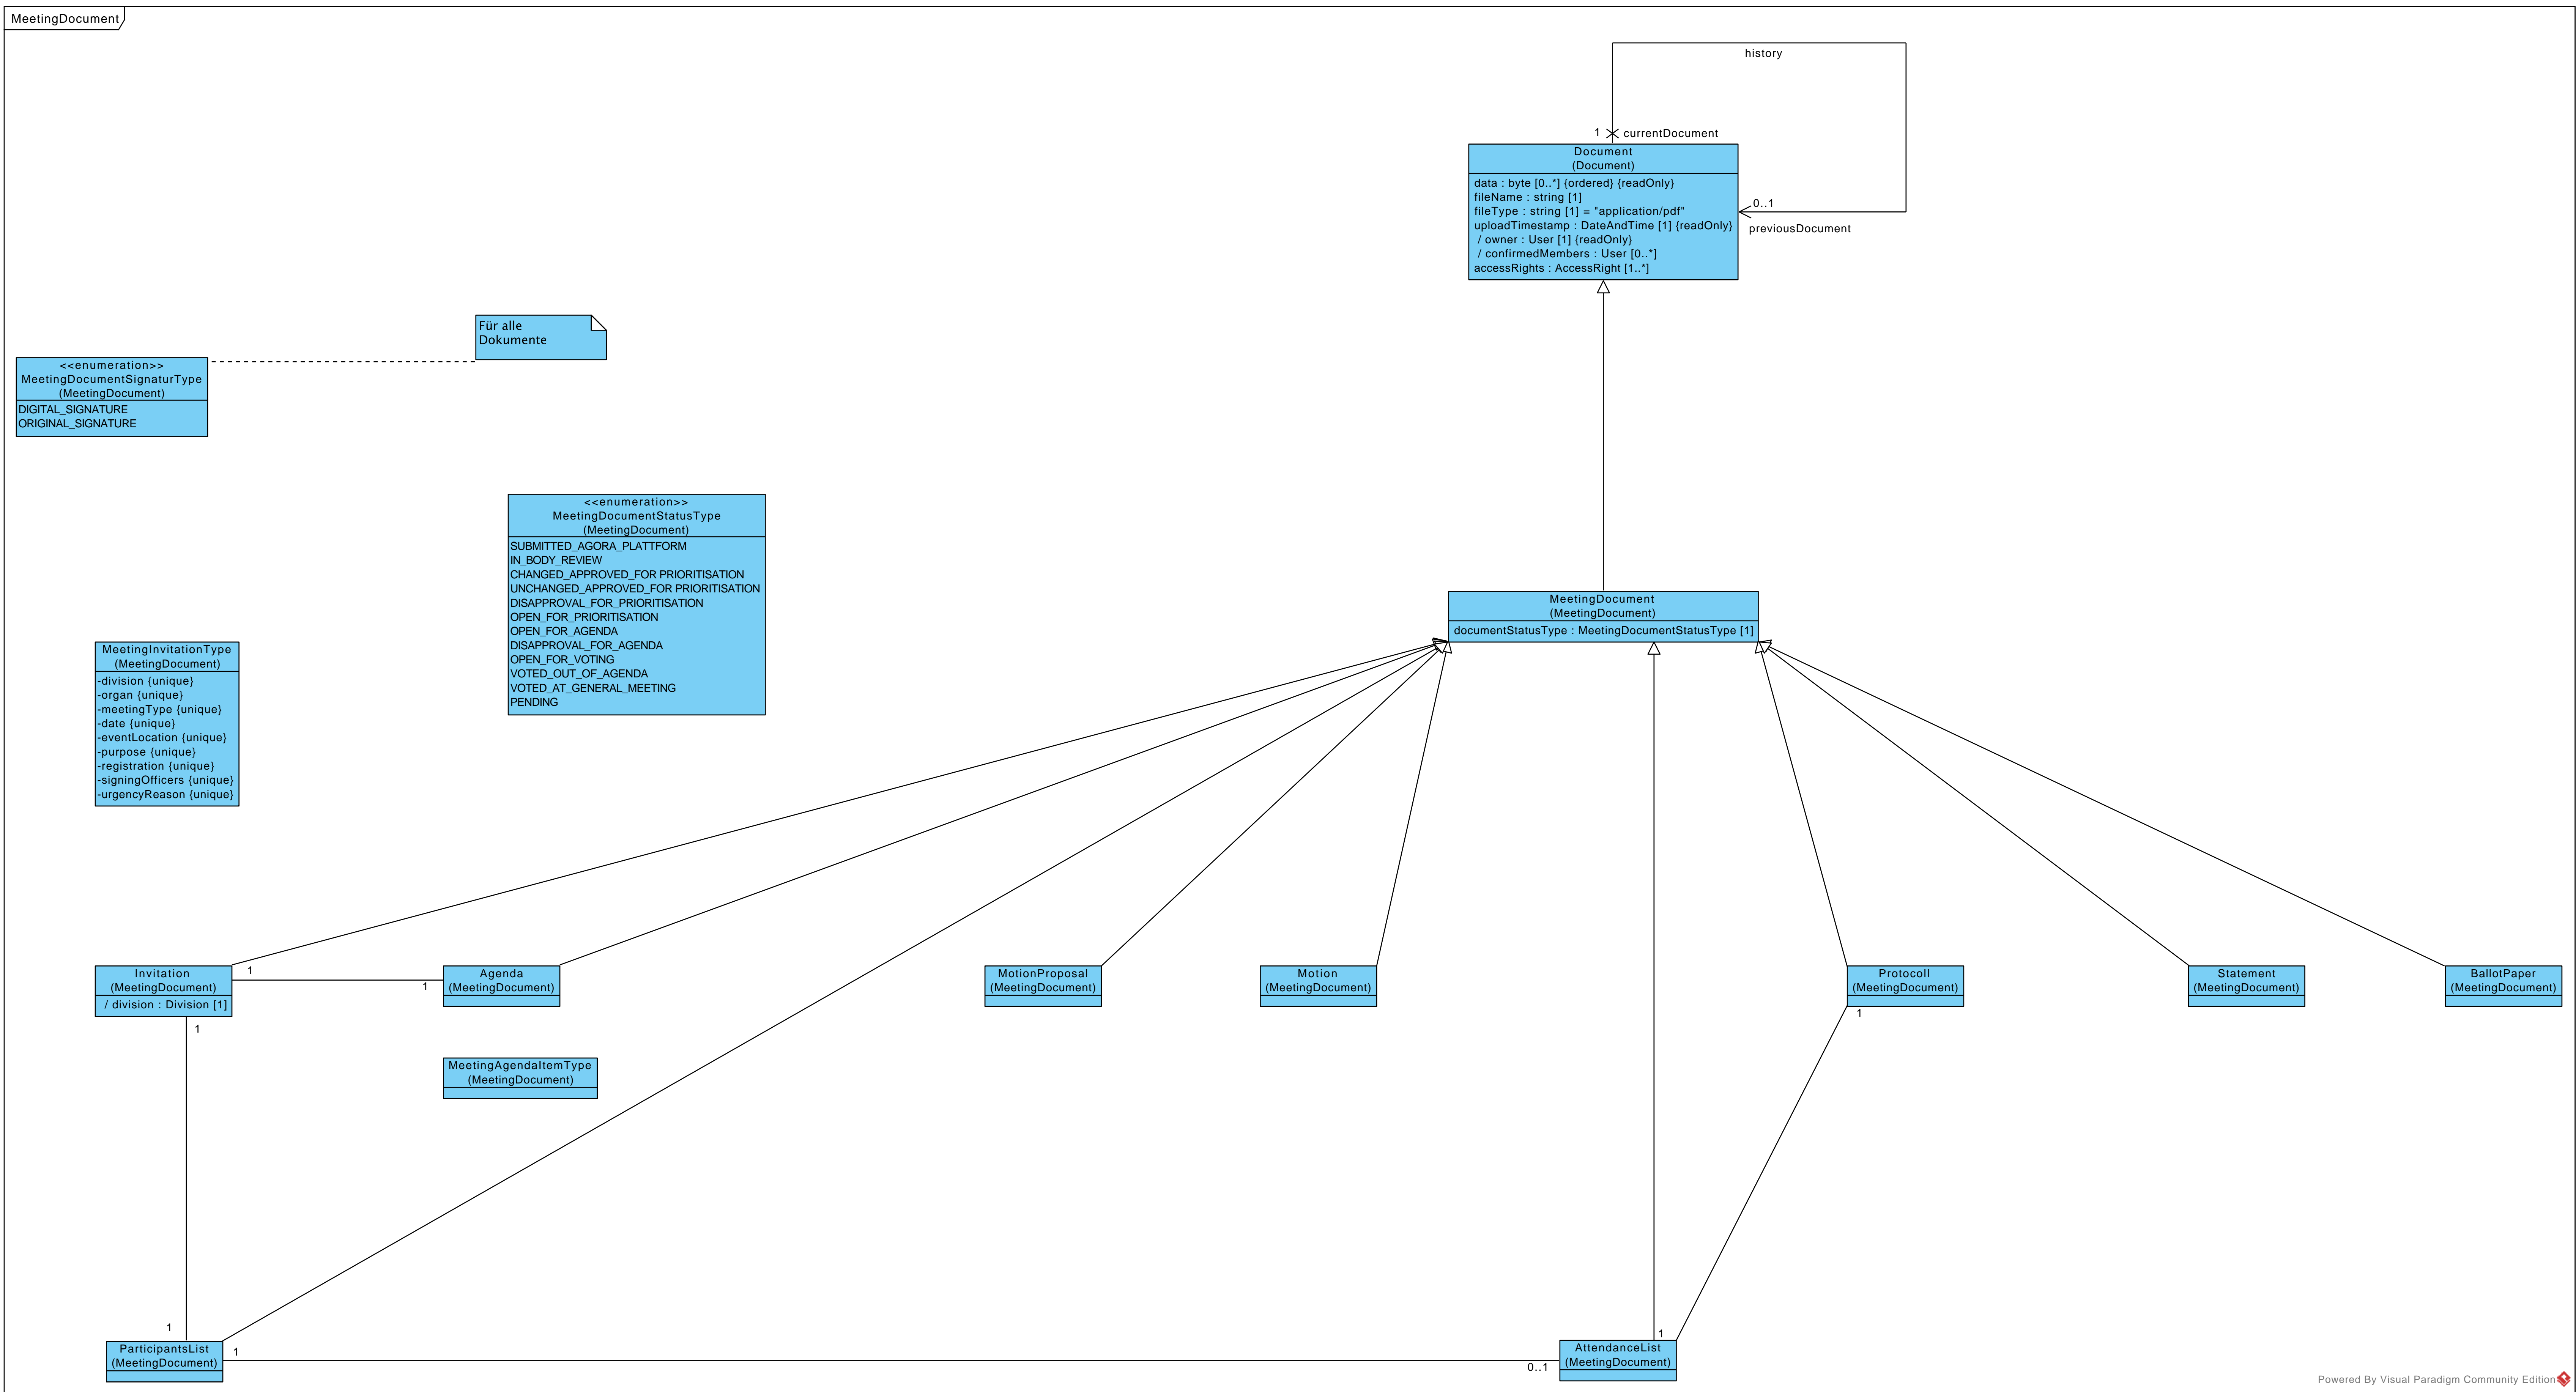 MeetingDocument
history
1
currentDocument
Document
(Document)
data : byte [0..*] {ordered} {readOnly}
fileName : string [1]
fileType : string [1] = "application/pdf"
uploadTimestamp : DateAndTime [1] {readOnly}
/ owner : User [1] {readOnly}
/ confirmedMembers : User [0..*]
accessRights : AccessRight [1..*]
0..1
previousDocument
Für alle
Dokumente
<<enumeration>>
MeetingDocumentSignaturType
(MeetingDocument)
DIGITAL_SIGNATURE
ORIGINAL_SIGNATURE
<<enumeration>>
MeetingDocumentStatusType
(MeetingDocument)
SUBMITTED_AGORA_PLATTFORM
IN_BODY_REVIEW
CHANGED_APPROVED_FOR PRIORITISATION
UNCHANGED_APPROVED_FOR PRIORITISATION
DISAPPROVAL_FOR_PRIORITISATION
OPEN_FOR_PRIORITISATION
OPEN_FOR_AGENDA
DISAPPROVAL_FOR_AGENDA
OPEN_FOR_VOTING
VOTED_OUT_OF_AGENDA
VOTED_AT_GENERAL_MEETING
PENDING
MeetingDocument
(MeetingDocument)
documentStatusType : MeetingDocumentStatusType [1]
MeetingInvitationType
(MeetingDocument)
-division {unique}
-organ {unique}
-meetingType {unique}
-date {unique}
-eventLocation {unique}
-purpose {unique}
-registration {unique}
-signingOfficers {unique}
-urgencyReason {unique}
Invitation
(MeetingDocument)
/ division : Division [1]
1
1
Agenda
(MeetingDocument)
MotionProposal
(MeetingDocument)
Motion
(MeetingDocument)
Protocoll
(MeetingDocument)
Statement
(MeetingDocument)
BallotPaper
(MeetingDocument)
1
1
MeetingAgendaItemType
(MeetingDocument)
1
ParticipantsList
(MeetingDocument)
1
0..1
1
AttendanceList
(MeetingDocument)
Powered By Visual Paradigm Community Edition